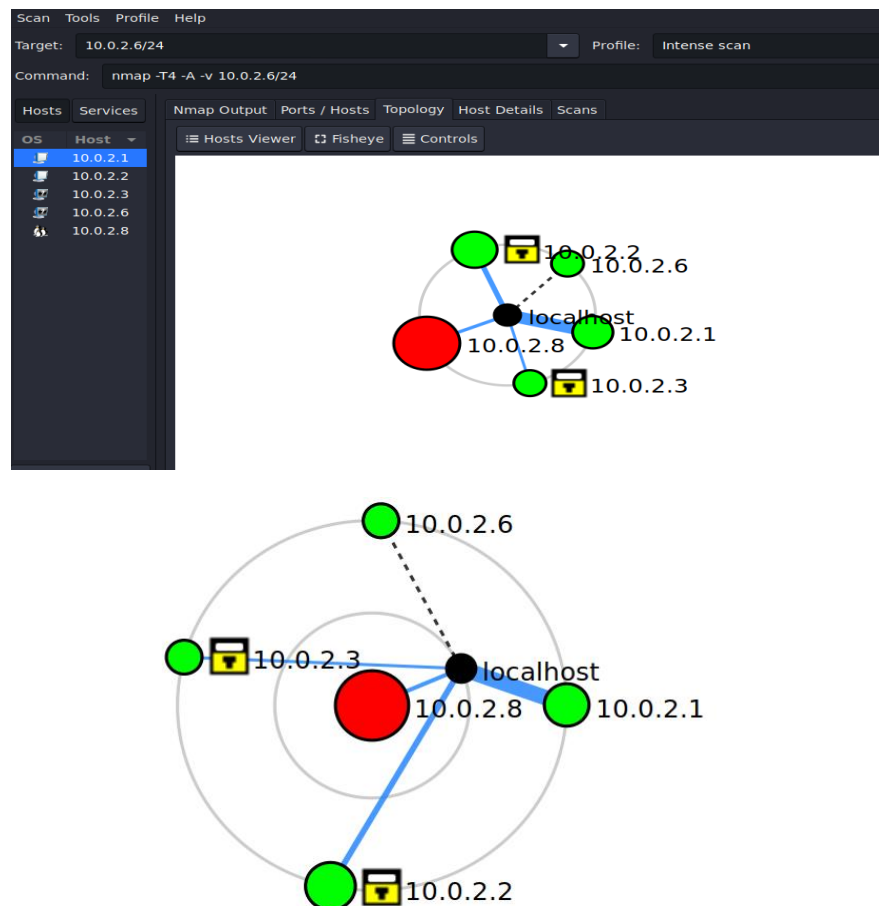 Scan Tools Profile Help
Target: 10.0.2.6/24 Profile: Intense scan
Command: nmap -T4 -A -v 10.0.2.6/24
Hosts Services Nmap Output Ports / Hosts Topology Host Details Scans
OS Host Hosts Viewer Fisheye Controls
10.0.2.1
10.0.2.2
10.0.2.3
10.0.2.6
10.0.2.8
10.0.2.2
10.0.2.6
localhost
10.0.2.1
10.0.2.8
10.0.2.3
10.0.2.6
10.0.2.3
localhost
10.0.2.8
10.0.2.1
10.0.2.2